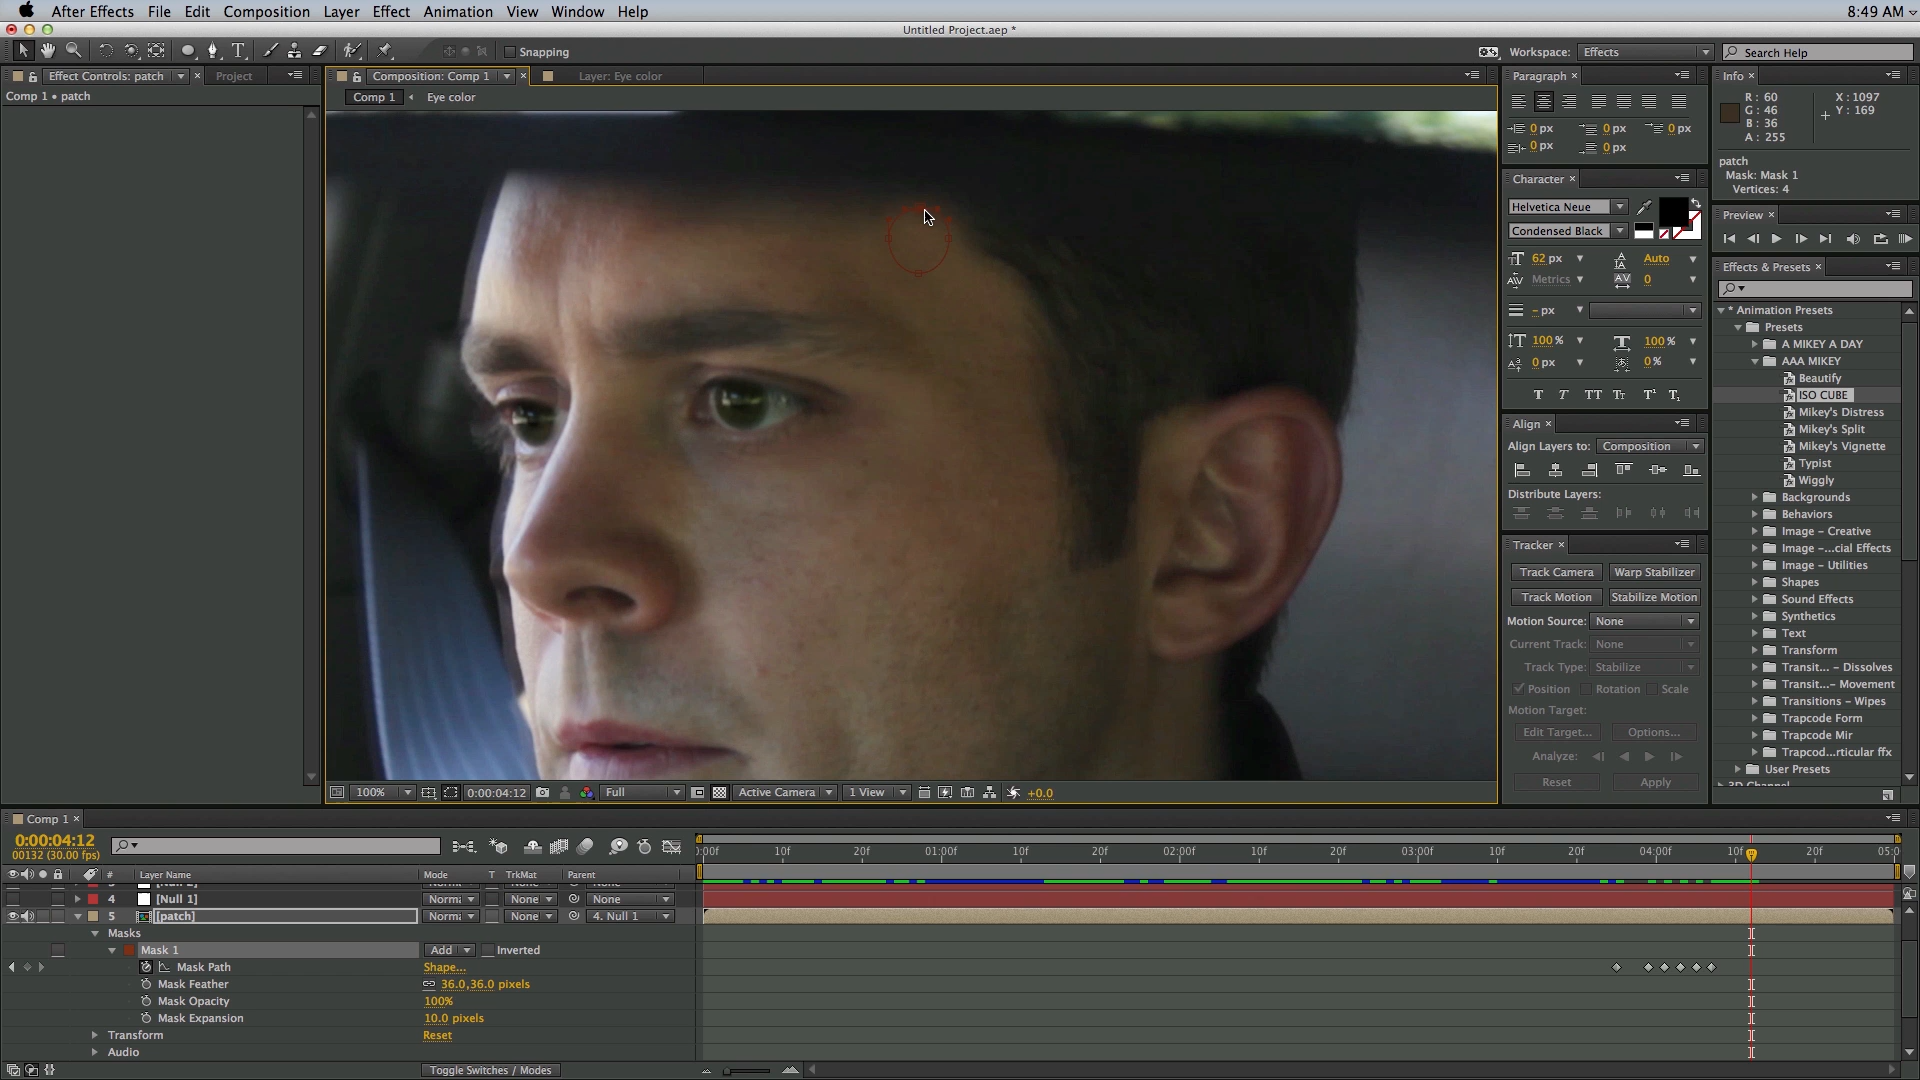 After Effects File Edit Composition Layer Effect Animation View Window Help 8:49 AM
Untitled Project.aep *
T Snapping Workspace: Effects Search Help
Effect Controls: patch × Project Composition: Comp 1 × Layer: Eye color Paragraph × Info ×
Comp 1 • patch
Comp 1 Eye color
R: 60
G: 46
B: 36
A: 255
X: 1097
Y: 169
0 px 0 px 0 px
0 px 0 px
patch
Mask: Mask 1
Vertices: 4
Character ×
Helvetica Neue
Condensed Black
62 px Auto
Metrics 0
- px
100 % 100 %
0 px 0 %
T T TT Tt T¹ T₁
Preview ×
Effects & Presets ×
* Animation Presets
Presets
A MIKEY A DAY
AAA MIKEY
Beautify
ISO CUBE
Mikey's Distress
Mikey's Split
Mikey's Vignette
Typist
Wiggly
Backgrounds
Behaviors
Image – Creative
Image –...cial Effects
Image – Utilities
Shapes
Sound Effects
Synthetics
Text
Transform
Transit... – Dissolves
Transit...– Movement
Transitions – Wipes
Trapcode Form
Trapcode Mir
Trapcod...rticular ffx
User Presets
Align ×
Align Layers to: Composition
Distribute Layers:
Tracker ×
Track Camera Warp Stabilizer
Track Motion Stabilize Motion
Motion Source: None
Current Track: None
Track Type: Stabilize
Position Rotation Scale
Motion Target:
Edit Target... Options...
Analyze:
Reset Apply
100% 0:00:04:12 Full Active Camera 1 View +0.0
Comp 1 ×
0:00:04:12
00132 (30.00 fps)
:00f 10f 20f 01:00f 10f 20f 02:00f 10f 20f 03:00f 10f 20f 04:00f 10f 20f 05:0
# Layer Name Mode T TrkMat Parent
4 [Null 1] Norma None None
5 [patch] Norma None 4. Null 1
Masks
Mask 1 Add Inverted
Mask Path Shape...
Mask Feather 36.0,36.0 pixels
Mask Opacity 100%
Mask Expansion 10.0 pixels
Transform Reset
Audio
Toggle Switches / Modes